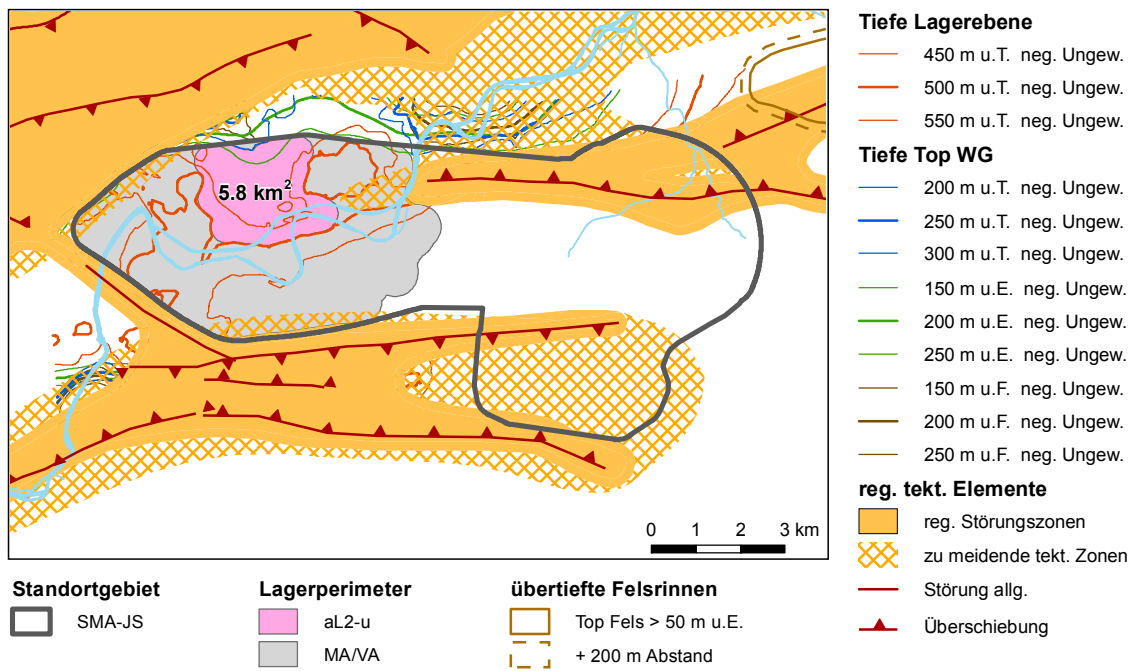 5.8 km²
0 1 2 3 km
Tiefe Lagerebene
450 m u.T. neg. Ungew.
500 m u.T. neg. Ungew.
550 m u.T. neg. Ungew.
Tiefe Top WG
200 m u.T. neg. Ungew.
250 m u.T. neg. Ungew.
300 m u.T. neg. Ungew.
150 m u.E. neg. Ungew.
200 m u.E. neg. Ungew.
250 m u.E. neg. Ungew.
150 m u.F. neg. Ungew.
200 m u.F. neg. Ungew.
250 m u.F. neg. Ungew.
reg. tekt. Elemente
reg. Störungszonen
zu meidende tekt. Zonen
Störung allg.
Überschiebung
Standortgebiet
SMA-JS
Lagerperimeter
aL2-u
MA/VA
übertiefte Felsrinnen
Top Fels > 50 m u.E.
+ 200 m Abstand